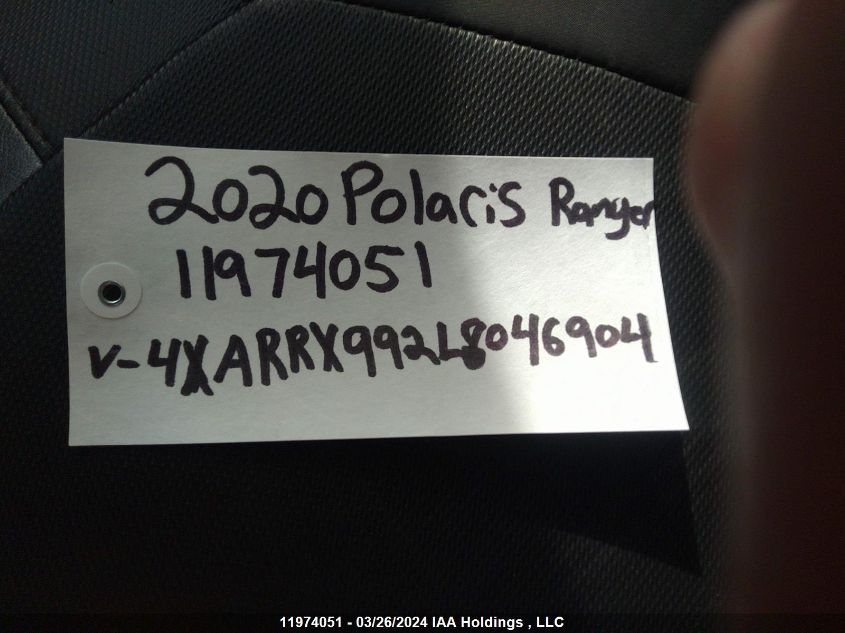 2020 Polaris Ranger
11974051
V-4XARRX992L8046904
11974051 - 03/26/2024 IAA Holdings , LLC